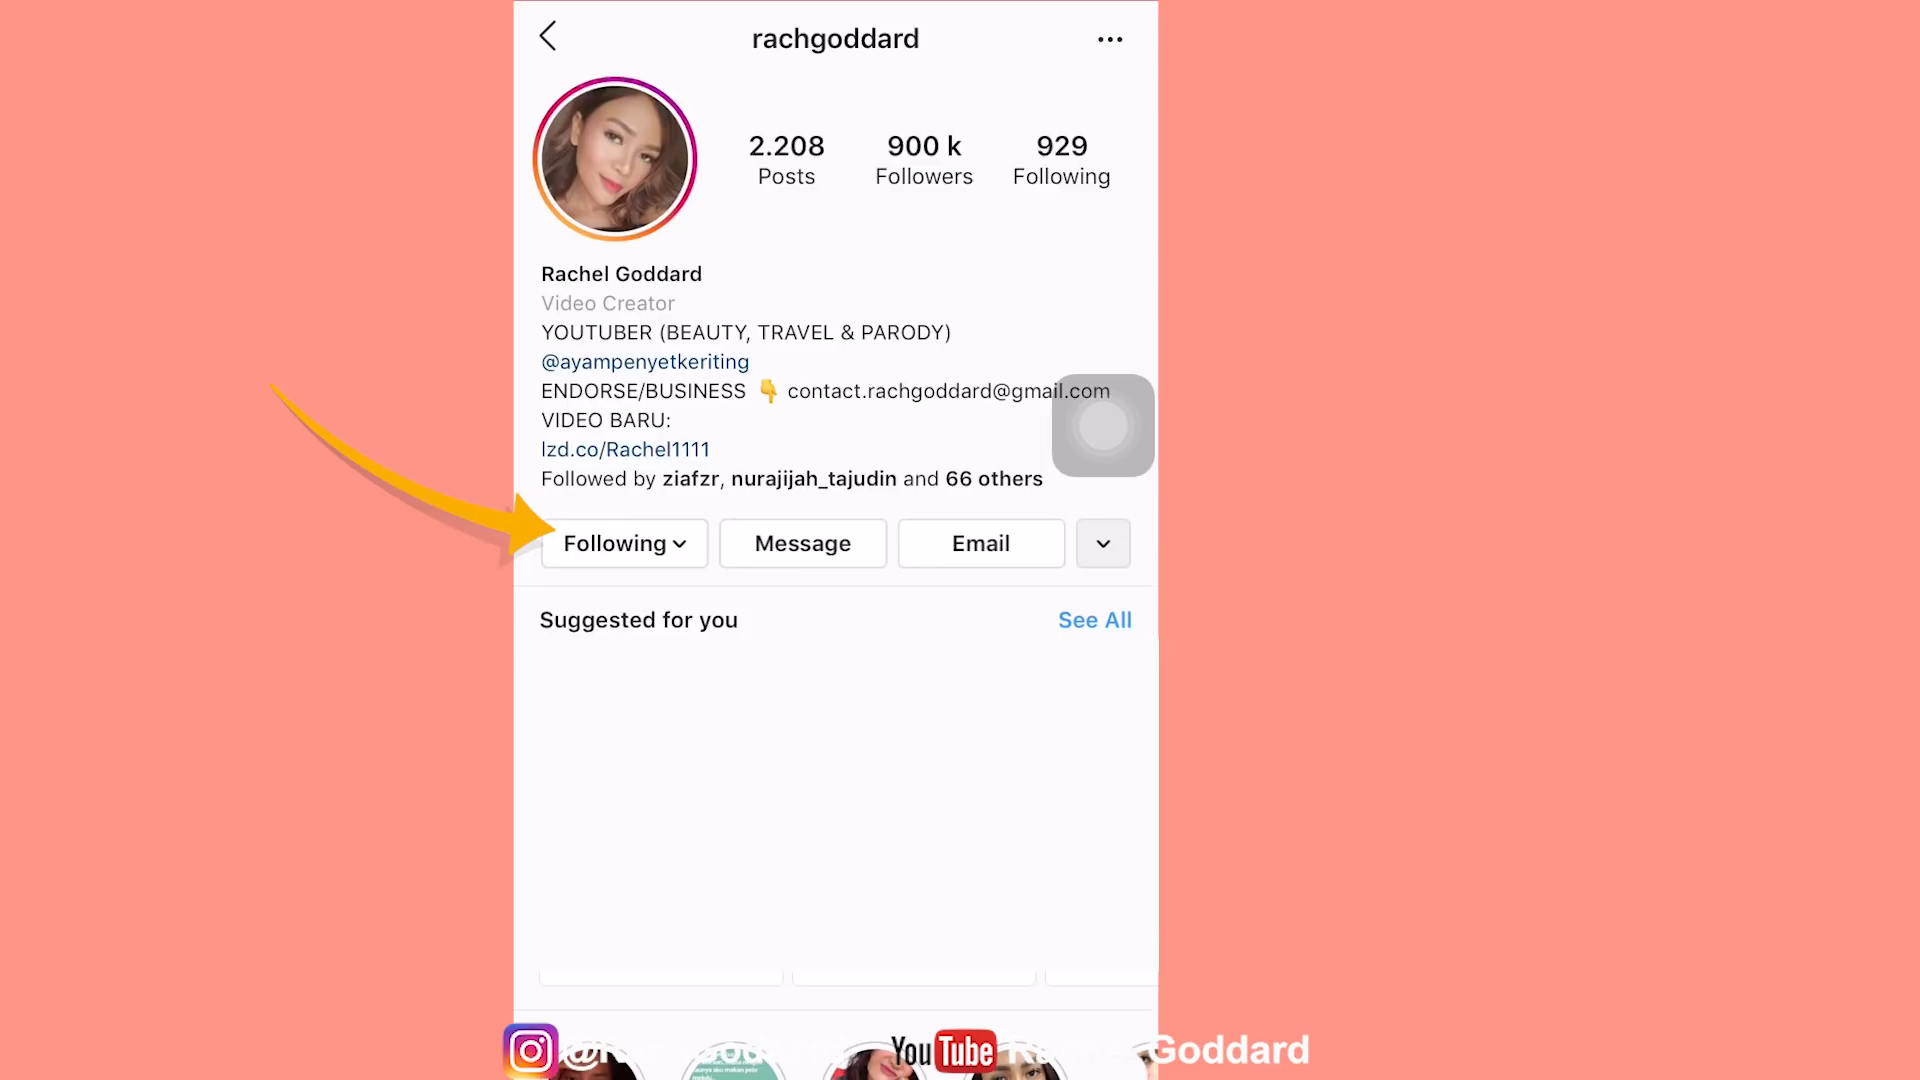 rachgoddard
2.208
Posts
900 k
Followers
929
Following
Rachel Goddard
Video Creator
YOUTUBER (BEAUTY, TRAVEL & PARODY)
@ayampenyetkeriting
ENDORSE/BUSINESS 👇 contact.rachgoddard@gmail.com
VIDEO BARU:
lzd.co/Rachel1111
Followed by ziafzr, nurajijah_tajudin and 66 others
Following
Message
Email
Suggested for you
See All
YouTube
Goddard